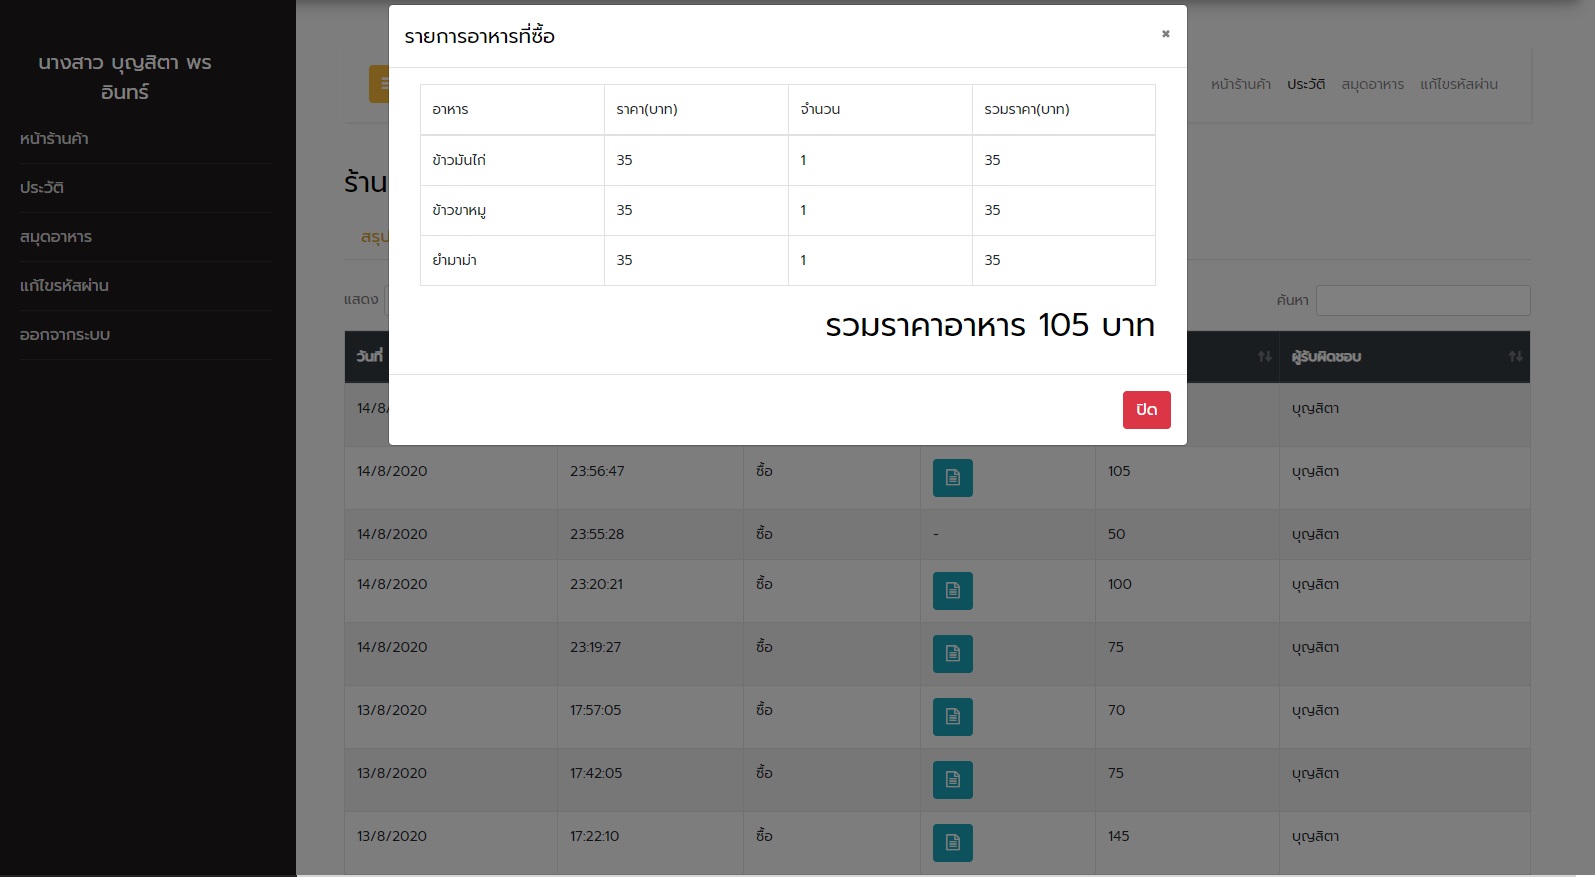 นางสาว บุญสิตา พร
อินทร์
หน้าร้านค้า
ประวัติ
สมุดอาหาร
แก้ไขรหัสผ่าน
ออกจากระบบ
หน้าร้านค้า ประวัติ สมุดอาหาร แก้ไขรหัสผ่าน
รายการอาหารที่ซื้อ ×
อาหาร ราคา(บาท) จำนวน รวมราคา(บาท)
ข้าวมันไก่ 35 1 35
ข้าวขาหมู 35 1 35
ยำมาม่า 35 1 35
รวมราคาอาหาร 105 บาท
ปิด
ร้าน
สรุป
แสดง ค้นหา
วันที่ ผู้รับผิดชอบ
14/8/ บุญสิตา
14/8/2020 23:56:47 ซื้อ 105 บุญสิตา
14/8/2020 23:55:28 ซื้อ - 50 บุญสิตา
14/8/2020 23:20:21 ซื้อ 100 บุญสิตา
14/8/2020 23:19:27 ซื้อ 75 บุญสิตา
13/8/2020 17:57:05 ซื้อ 70 บุญสิตา
13/8/2020 17:42:05 ซื้อ 75 บุญสิตา
13/8/2020 17:22:10 ซื้อ 145 บุญสิตา